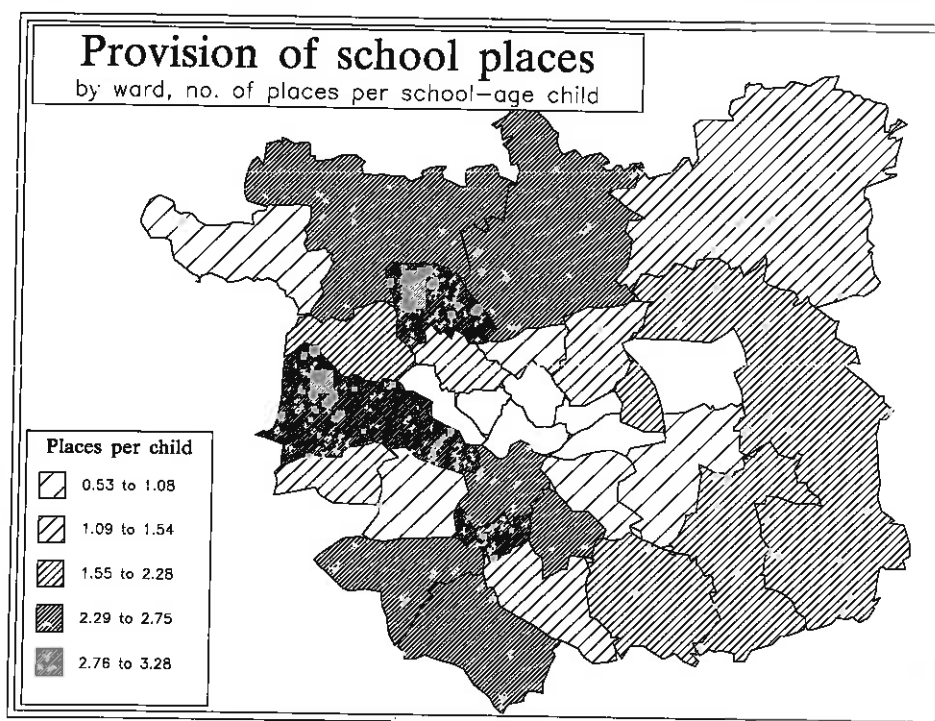 Provision of school places
by ward, no. of places per school-age child
Places per child
0.53 to 1.08
1.09 to 1.54
1.55 to 2.28
2.29 to 2.75
2.76 to 3.28